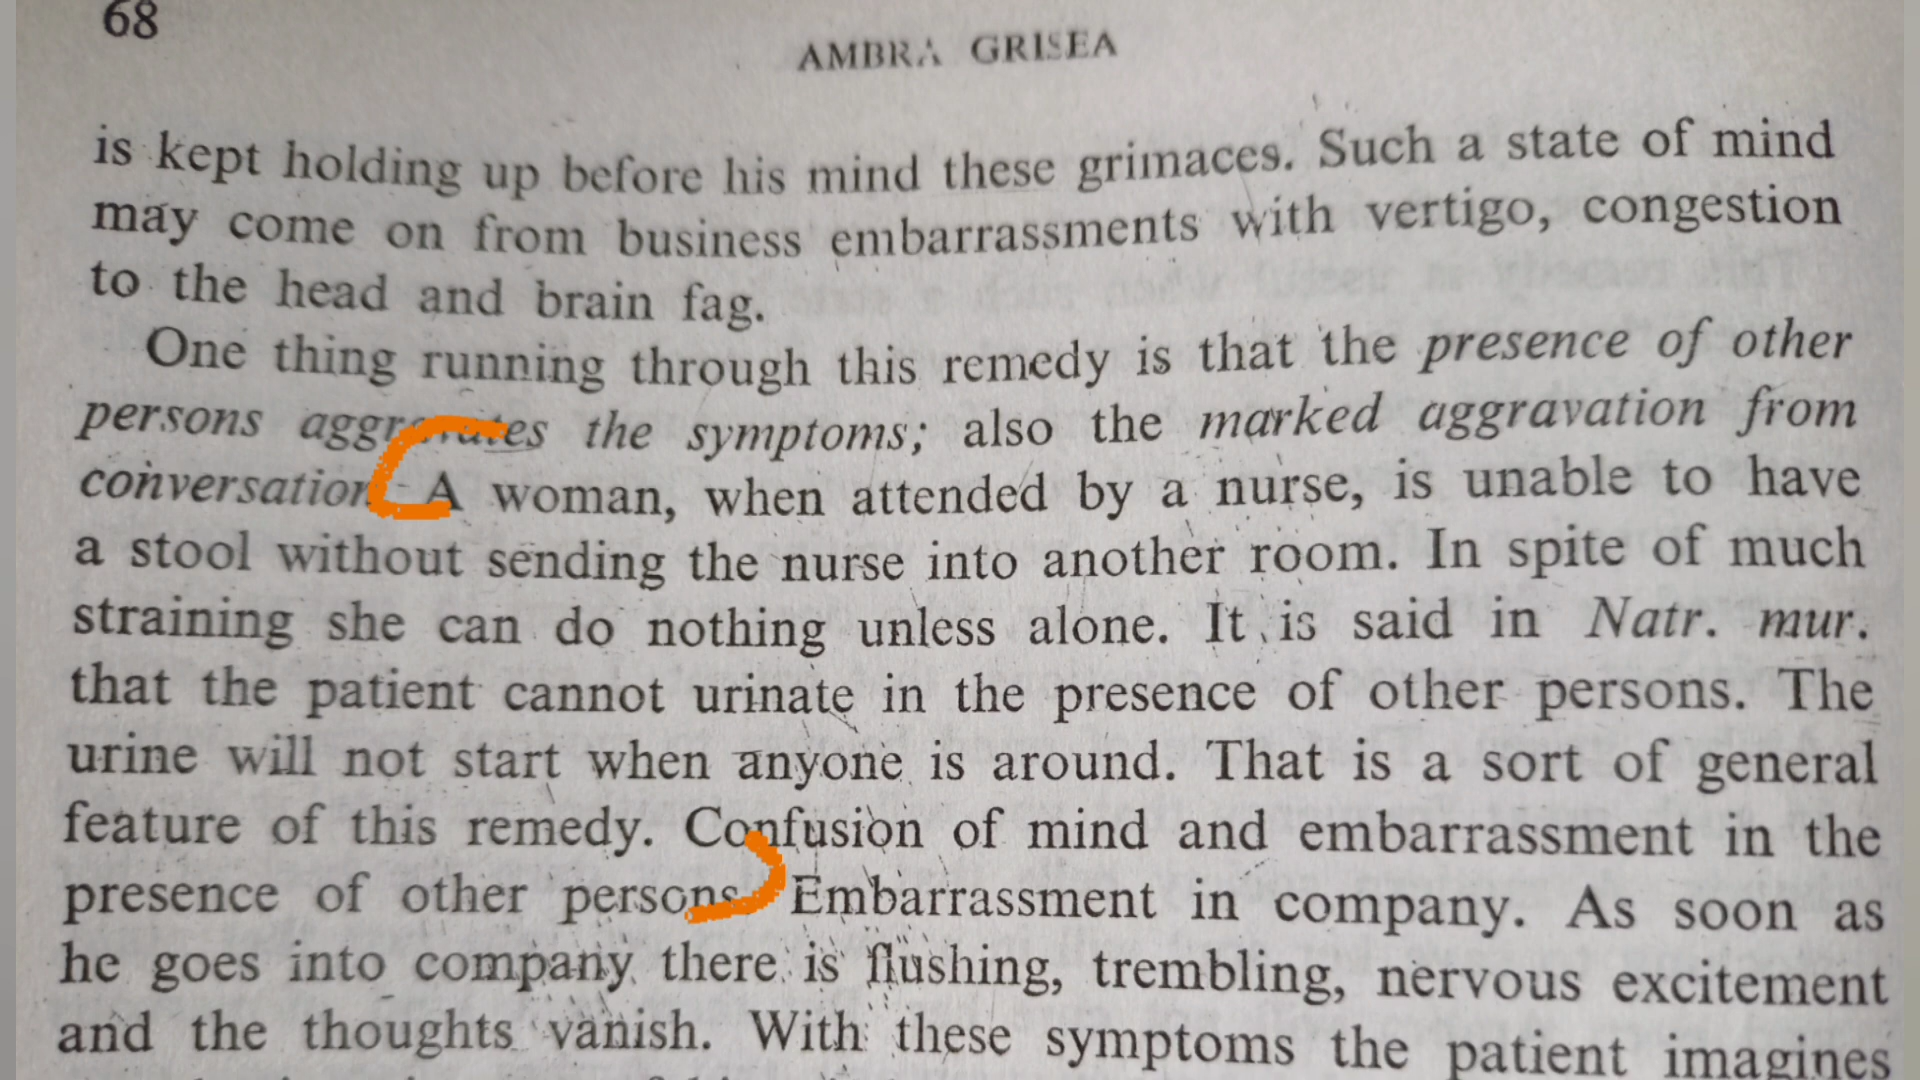 68
AMBRA GRISEA
is kept holding up before his mind these grimaces. Such a state of mind
may come on from business embarrassments with vertigo, congestion
to the head and brain fag.
One thing running through this remedy is that the presence of other
persons aggravates the symptoms; also the marked aggravation from
conversation A woman, when attended by a nurse, is unable to have
a stool without sending the nurse into another room. In spite of much
straining she can do nothing unless alone. It is said in Natr. mur.
that the patient cannot urinate in the presence of other persons. The
urine will not start when anyone is around. That is a sort of general
feature of this remedy. Confusion of mind and embarrassment in the
presence of other persons Embarrassment in company. As soon as
he goes into company there is flushing, trembling, nervous excitement
and the thoughts vanish. With these symptoms the patient imagines